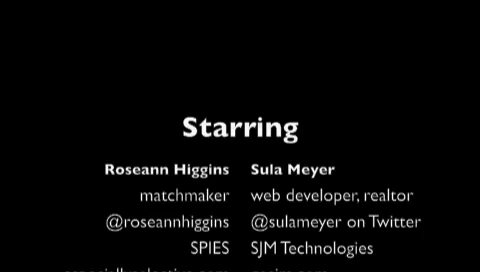 Starring
Roseann Higgins Sula Meyer
matchmaker web developer, realtor
@roseannhiggins @sulameyer on Twitter
SPIES SJM Technologies